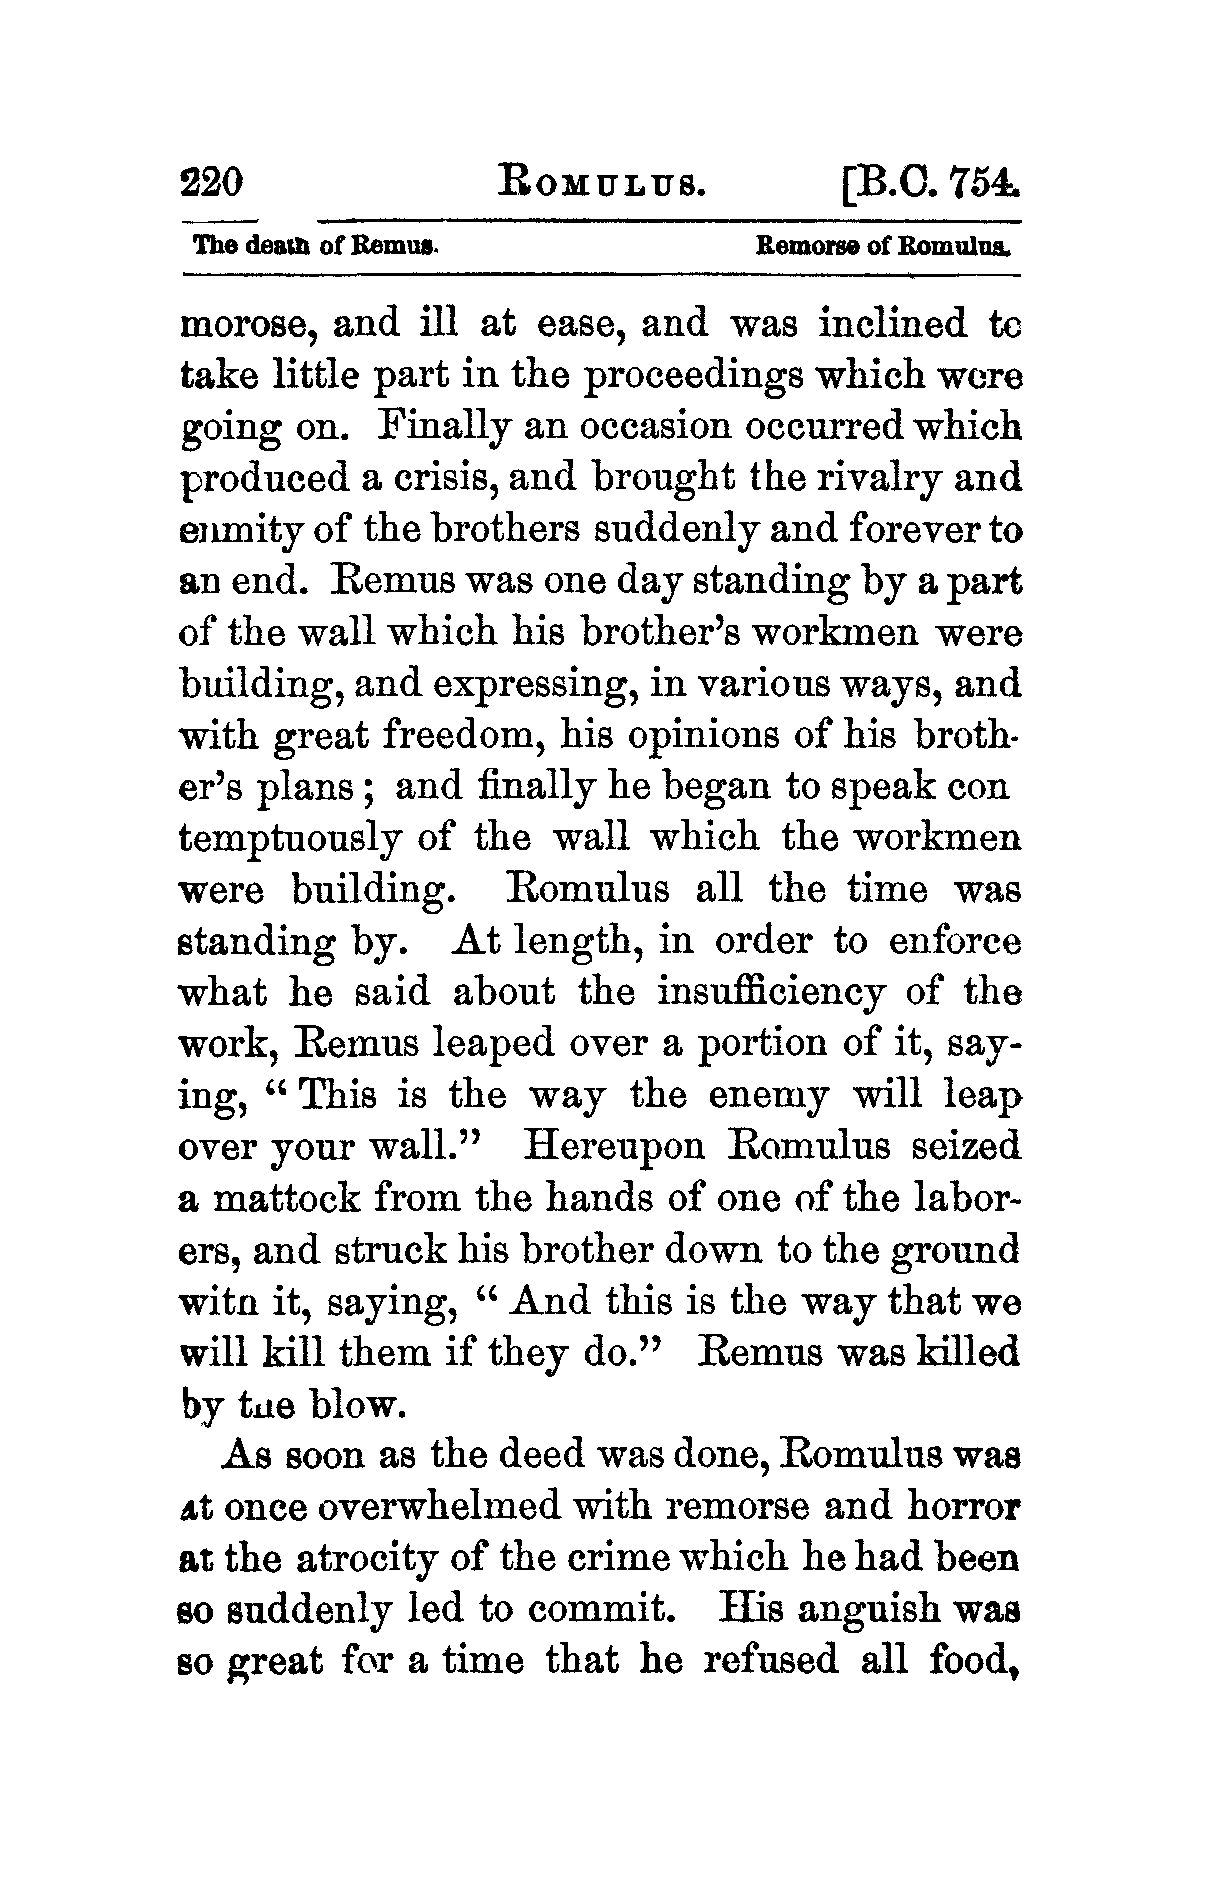 220 ROMULUS. [B.C. 754.
The death of Remus. Remorse of Romulus.
morose, and ill at ease, and was inclined to
take little part in the proceedings which were
going on. Finally an occasion occurred which
produced a crisis, and brought the rivalry and
enmity of the brothers suddenly and forever to
an end. Remus was one day standing by a part
of the wall which his brother's workmen were
building, and expressing, in various ways, and
with great freedom, his opinions of his broth-
er's plans; and finally he began to speak con
temptuously of the wall which the workmen
were building. Romulus all the time was
standing by. At length, in order to enforce
what he said about the insufficiency of the
work, Remus leaped over a portion of it, say-
ing, “This is the way the enemy will leap
over your wall.” Hereupon Romulus seized
a mattock from the hands of one of the labor-
ers, and struck his brother down to the ground
with it, saying, “And this is the way that we
will kill them if they do.” Remus was killed
by the blow.
As soon as the deed was done, Romulus was
at once overwhelmed with remorse and horror
at the atrocity of the crime which he had been
so suddenly led to commit. His anguish was
so great for a time that he refused all food,